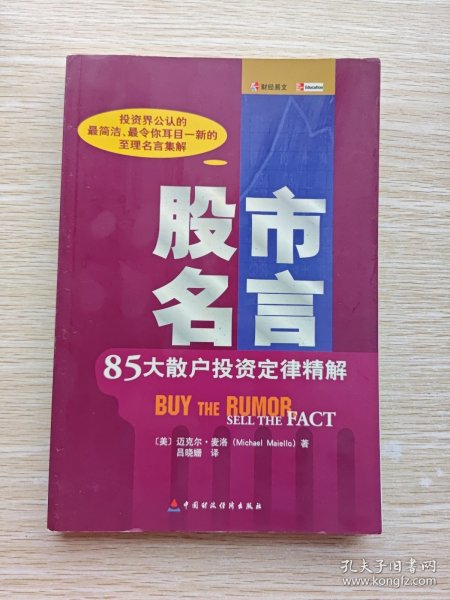 财经易文
Education
投资界公认的
最简洁、最令你耳目一新的
至理名言集解
股市
名言
85大散户投资定律精解
BUY THE RUMOR
SELL THE FACT
〔美〕迈克尔·麦洛（Michael Maiello）著
吕晓姗 译
中国财政经济出版社
孔夫子旧书网
www.kongfz.com